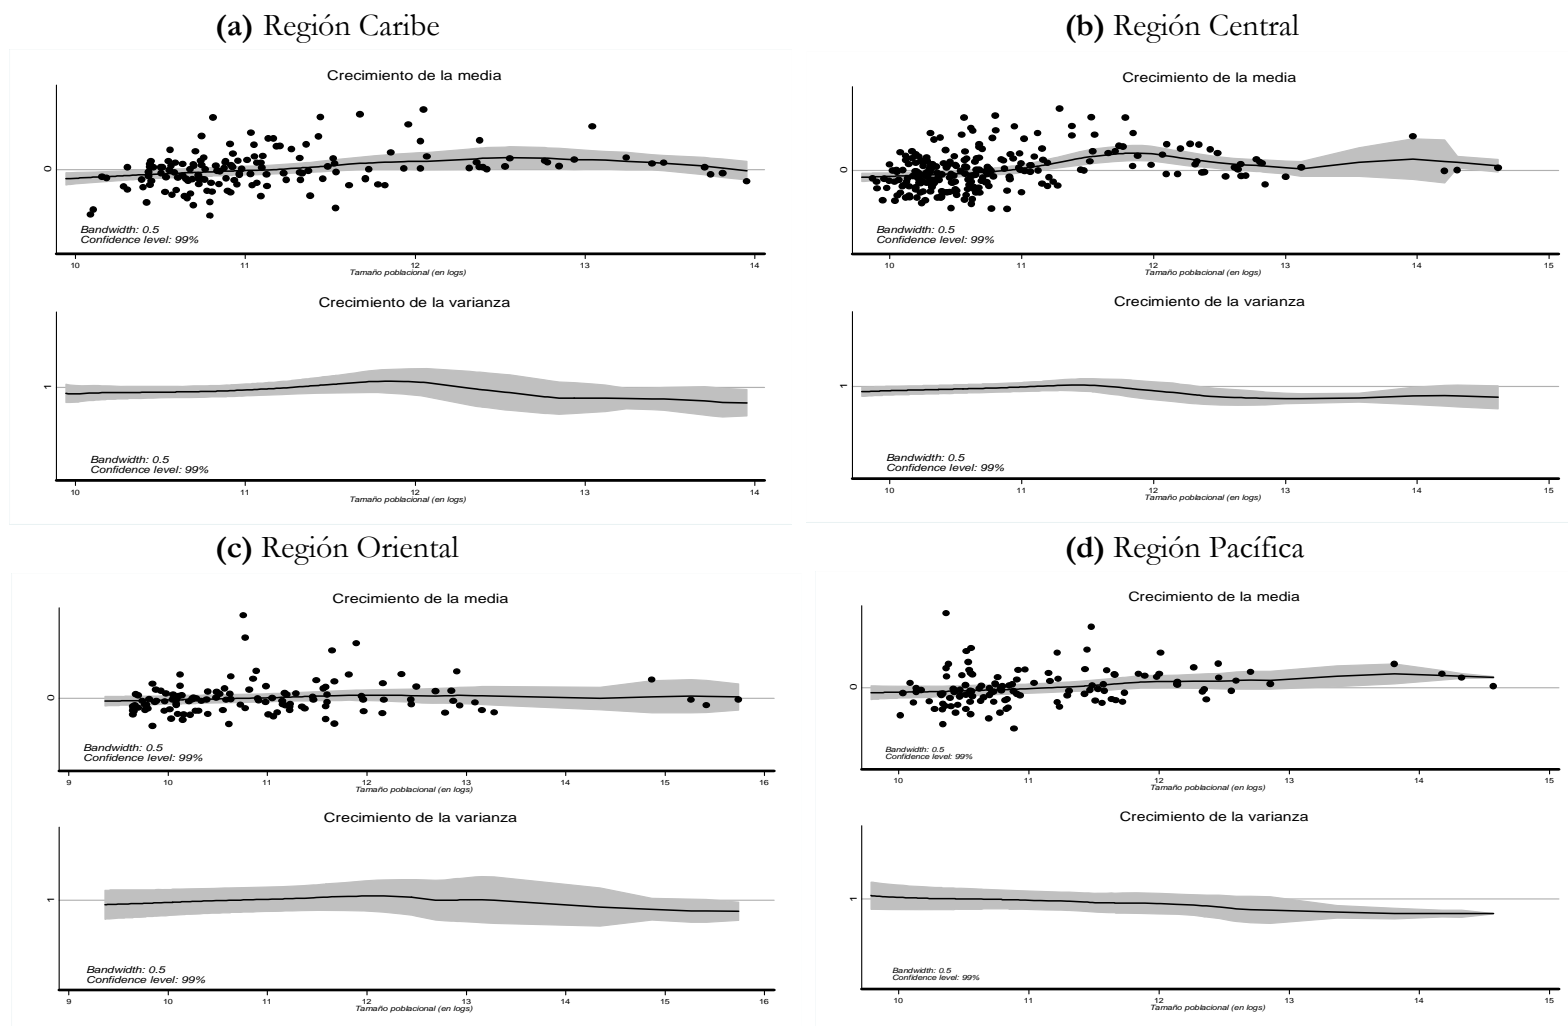 (a) Región Caribe
Crecimiento de la media
0
Bandwidth: 0.5
Confidence level: 99%
10 11 12 13 14
Tamaño poblacional (en logs)
Crecimiento de la varianza
1
Bandwidth: 0.5
Confidence level: 99%
10 11 12 13 14
Tamaño poblacional (en logs)
(b) Región Central
Crecimiento de la media
0
Bandwidth: 0.5
Confidence level: 99%
10 11 12 13 14 15
Tamaño poblacional (en logs)
Crecimiento de la varianza
1
Bandwidth: 0.5
Confidence level: 99%
10 11 12 13 14 15
Tamaño poblacional (en logs)
(c) Región Oriental
Crecimiento de la media
0
Bandwidth: 0.5
Confidence level: 99%
9 10 11 12 13 14 15 16
Tamaño poblacional (en logs)
Crecimiento de la varianza
1
Bandwidth: 0.5
Confidence level: 99%
9 10 11 12 13 14 15 16
Tamaño poblacional (en logs)
(d) Región Pacífica
Crecimiento de la media
0
Bandwidth: 0.5
Confidence level: 99%
10 11 12 13 14 15
Tamaño poblacional (en logs)
Crecimiento de la varianza
1
Bandwidth: 0.5
Confidence level: 99%
10 11 12 13 14 15
Tamaño poblacional (en logs)